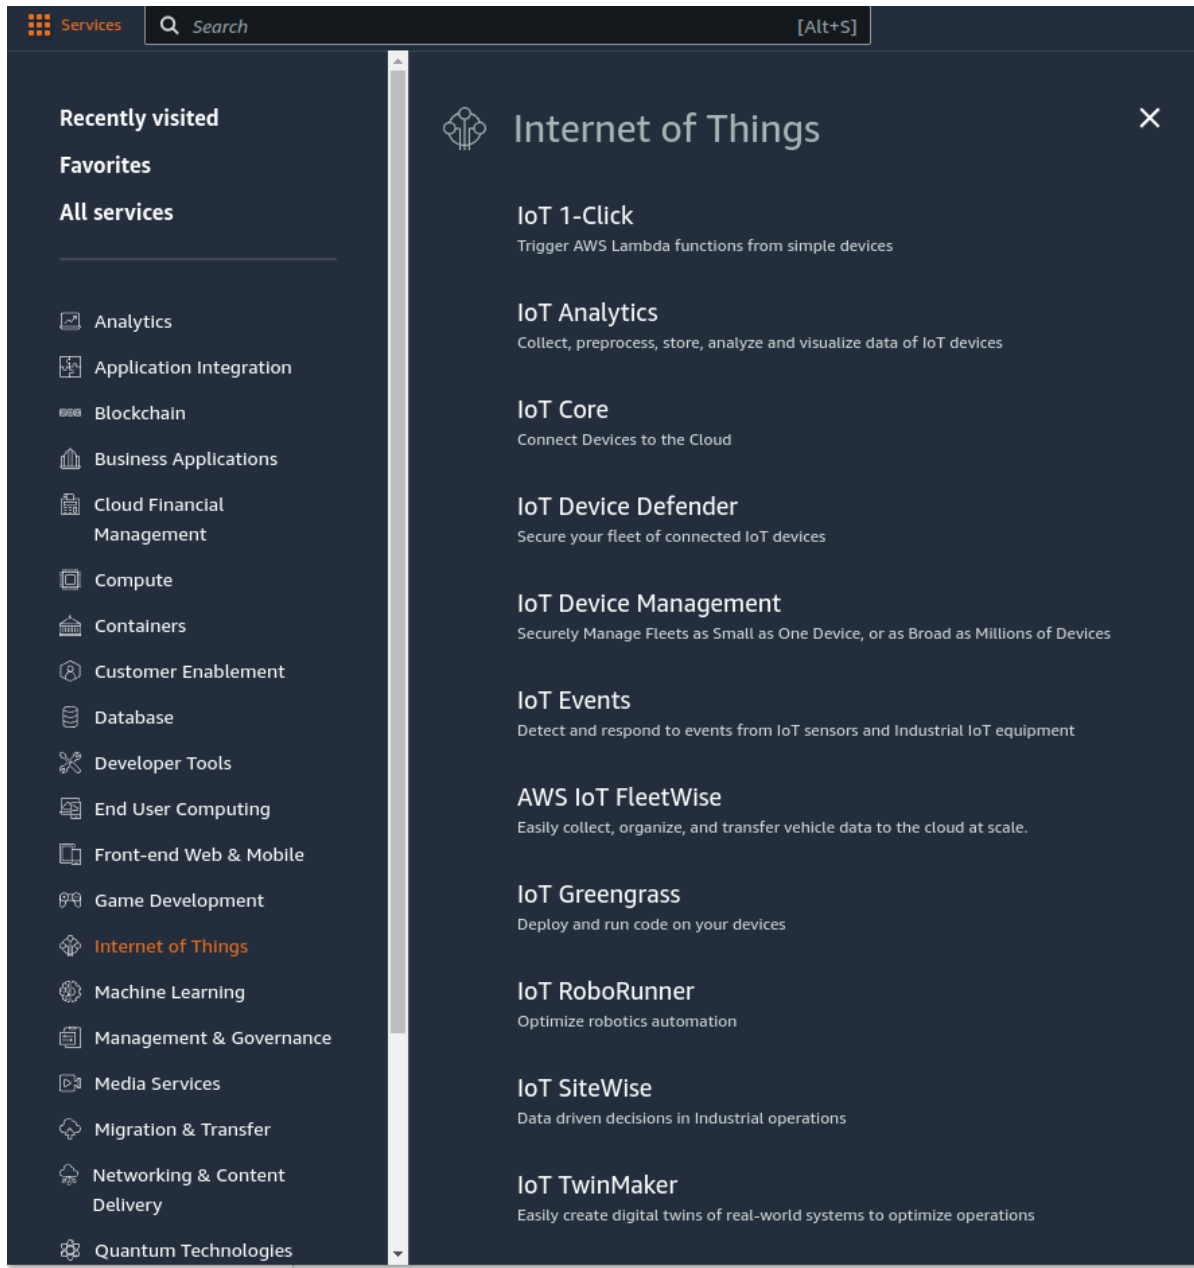 Services
Search
[Alt+S]
Recently visited
Favorites
All services
Analytics
Application Integration
Blockchain
Business Applications
Cloud Financial
Management
Compute
Containers
Customer Enablement
Database
Developer Tools
End User Computing
Front-end Web & Mobile
Game Development
Internet of Things
Machine Learning
Management & Governance
Media Services
Migration & Transfer
Networking & Content
Delivery
Quantum Technologies
Internet of Things
IoT 1-Click
Trigger AWS Lambda functions from simple devices
IoT Analytics
Collect, preprocess, store, analyze and visualize data of IoT devices
IoT Core
Connect Devices to the Cloud
IoT Device Defender
Secure your fleet of connected IoT devices
IoT Device Management
Securely Manage Fleets as Small as One Device, or as Broad as Millions of Devices
IoT Events
Detect and respond to events from IoT sensors and Industrial IoT equipment
AWS IoT FleetWise
Easily collect, organize, and transfer vehicle data to the cloud at scale.
IoT Greengrass
Deploy and run code on your devices
IoT RoboRunner
Optimize robotics automation
IoT SiteWise
Data driven decisions in Industrial operations
IoT TwinMaker
Easily create digital twins of real-world systems to optimize operations